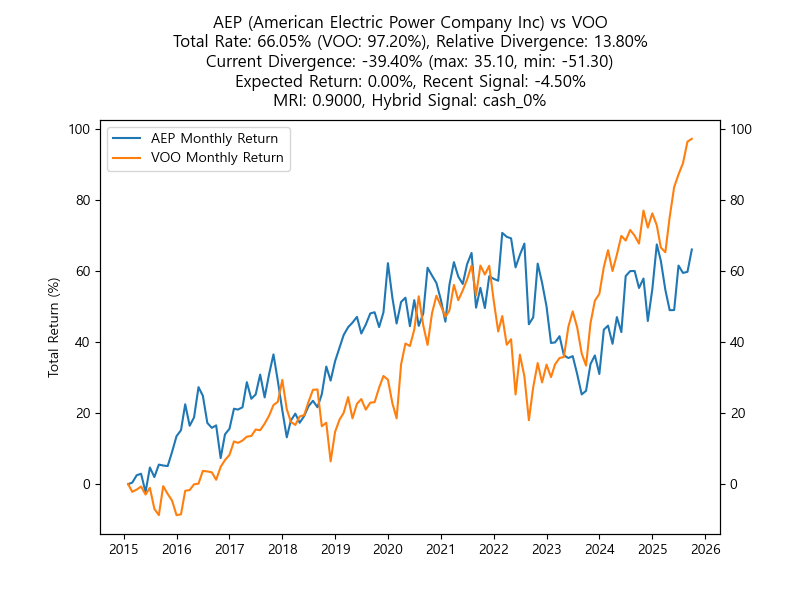 AEP (American Electric Power Company Inc) vs VOO
Total Rate: 66.05% (VOO: 97.20%), Relative Divergence: 13.80%
Current Divergence: -39.40% (max: 35.10, min: -51.30)
Expected Return: 0.00%, Recent Signal: -4.50%
MRI: 0.9000, Hybrid Signal: cash_0%
AEP Monthly Return
VOO Monthly Return
Total Return (%)
100
80
60
40
20
0
100
80
60
40
20
0
2015 2016 2017 2018 2019 2020 2021 2022 2023 2024 2025 2026